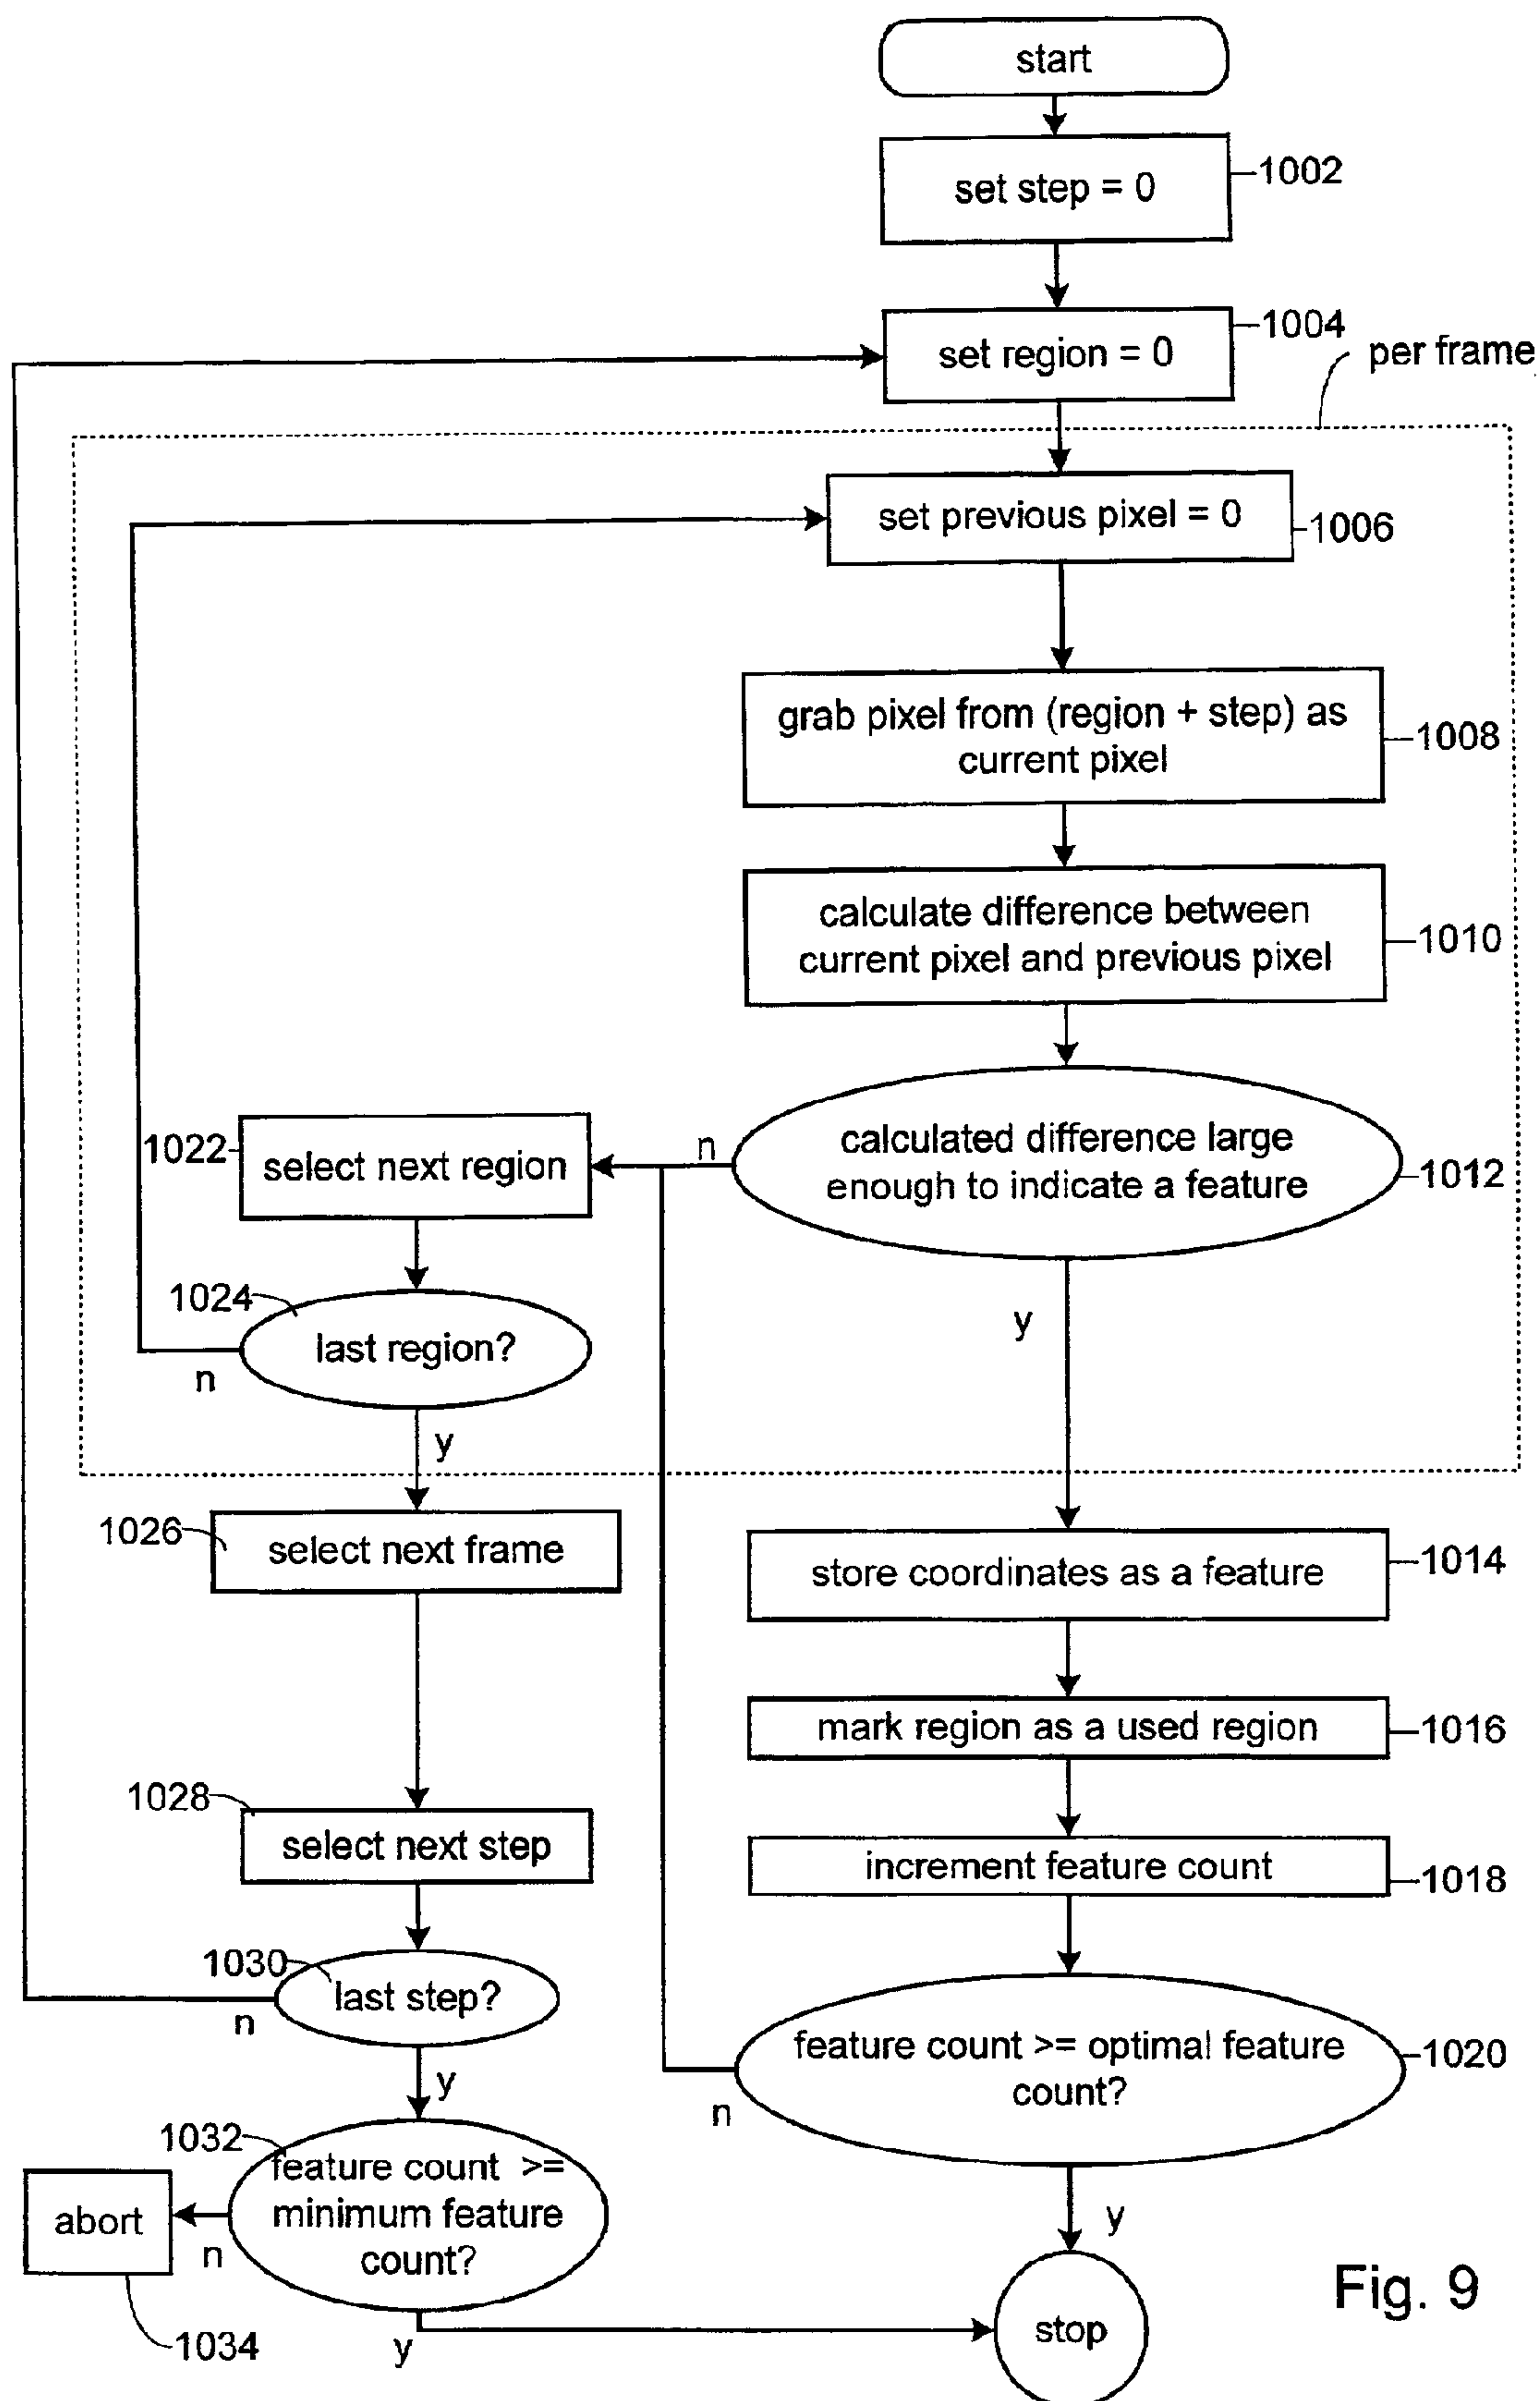 start
set step = 0
1002
set region = 0
1004
per frame
set previous pixel = 0
1006
grab pixel from (region + step) as
current pixel
1008
calculate difference between
current pixel and previous pixel
1010
calculated difference large
enough to indicate a feature
1012
n
1022
select next region
1024
last region?
n
y
y
1026
select next frame
store coordinates as a feature
1014
mark region as a used region
1016
1028
select next step
increment feature count
1018
1030
last step?
n
y
feature count >= optimal feature
count?
1020
n
y
1032
feature count >=
minimum feature
count?
abort
n
1034
y
stop
Fig. 9